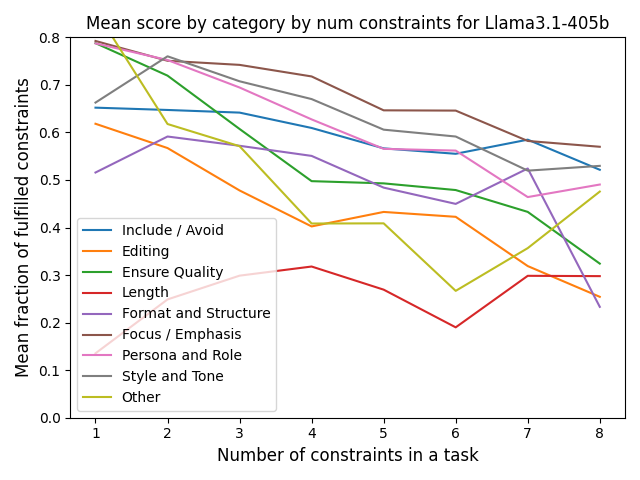 Mean score by category by num constraints for Llama3.1-405b
Mean fraction of fulfilled constraints
0.8
0.7
0.6
0.5
0.4
0.3
0.2
0.1
0.0
Include / Avoid
Editing
Ensure Quality
Length
Format and Structure
Focus / Emphasis
Persona and Role
Style and Tone
Other
1 2 3 4 5 6 7 8
Number of constraints in a task